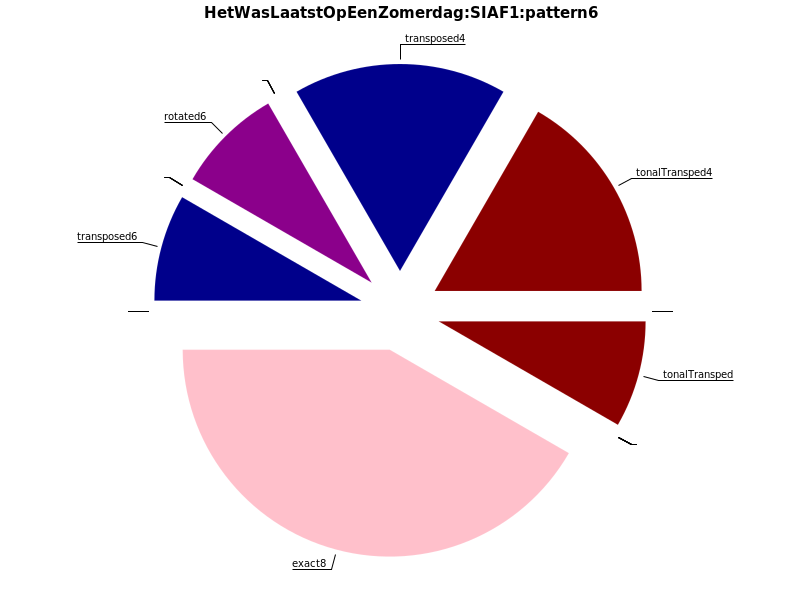 HetWasLaatstOpEenZomerdag:SIAF1:pattern6
transposed4
rotated6
tonalTransped4
transposed6
tonalTransped
exact8